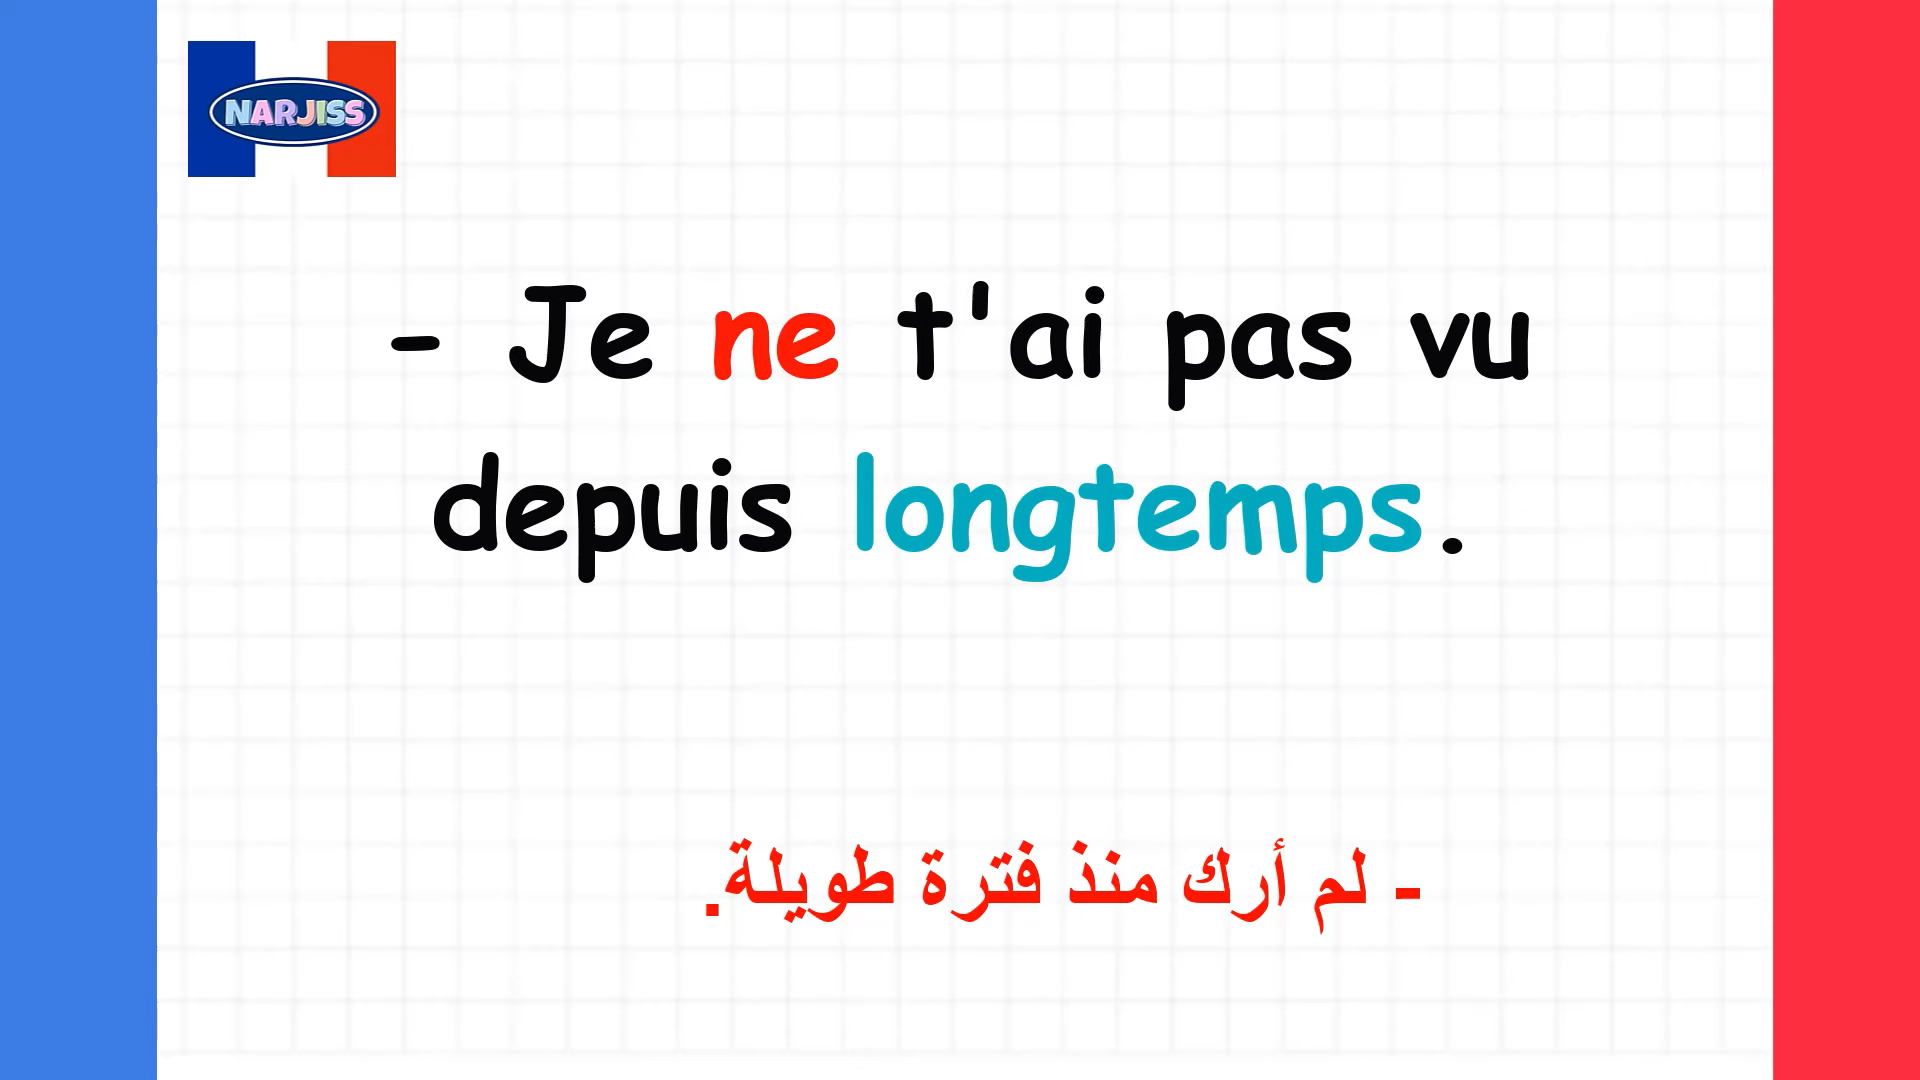 NARJISS
- Je ne t'ai pas vu
depuis longtemps.
- لم أرك منذ فترة طويلة.